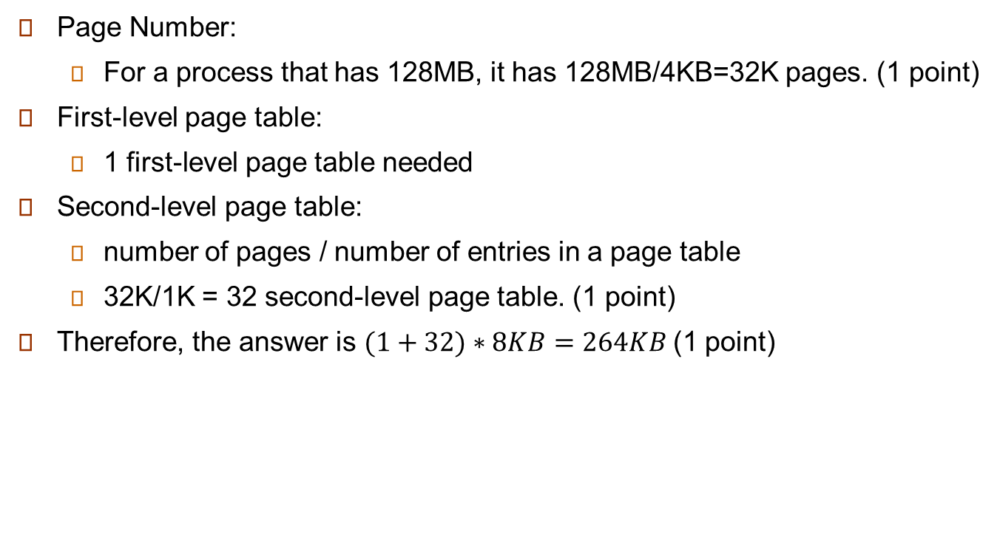 Page Number:
For a process that has 128MB, it has 128MB/4KB=32K pages. (1 point)
First-level page table:
1 first-level page table needed
Second-level page table:
number of pages / number of entries in a page table
32K/1K = 32 second-level page table. (1 point)
Therefore, the answer is (1 + 32) ∗ 8KB = 264KB (1 point)